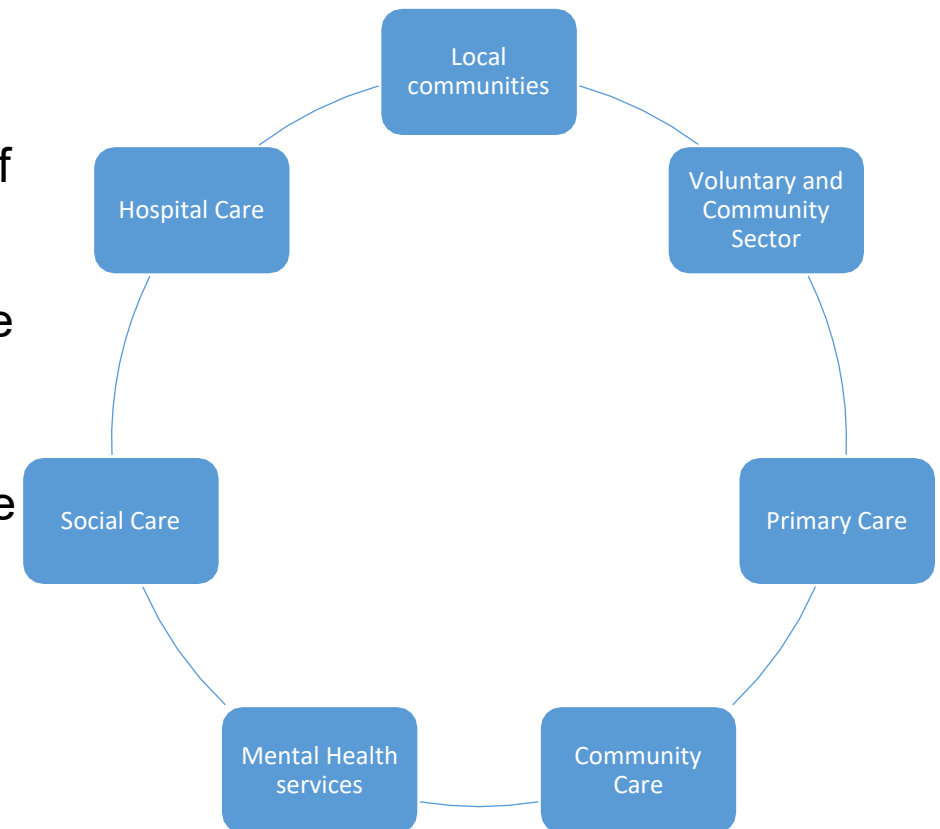 Local
communities
f
Hospital Care
Voluntary and
Community
Sector
e
e
Social Care
Primary Care
Mental Health
services
Community
Care